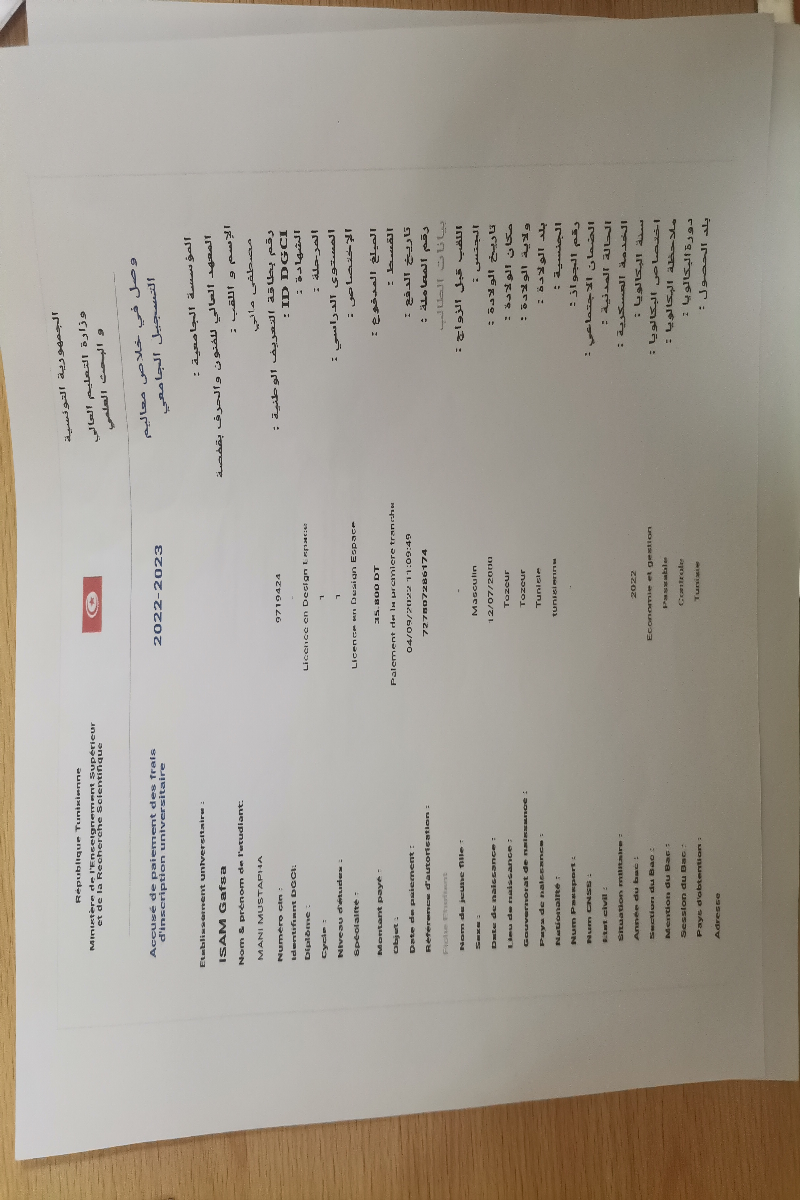 République Tunisienne
Ministère de l'Enseignement Supérieur
et de la Recherche Scientifique
الجمهورية التونسية
وزارة التعليم العالي
و البحث العلمي
Accusé de paiement des frais
d'inscription universitaire
2022-2023
وصل في خلاص معاليم
التسجيل الجامعي
Etablissement universitaire : المؤسسة الجامعية :
ISAM Gafsa المعهد العالي للفنون والحرف بقفصة
Nom & prénom de l'etudiant: الإسم و اللقب :
MANI MUSTAPHA مصطفى ماني
Numéro cin : 9719424 رقم بطاقة التعريف الوطنية :
Identifiant DGCI: - ID DGCI :
Diplôme : Licence en Design Espace الشهادة :
Cycle : 1 المرحلة :
Niveau d'études : 1 المستوى الدراسي :
Spécialité : Licence en Design Espace الإختصاص :
Montant payé : 35.800 DT المبلغ المدفوع :
Objet : Paiement de la première tranche القسط :
Date de paiement : 04/09/2022 11:09:49 تاريخ الدفع :
Référence d'autorisation : 727807286174 رقم المعاملة :
Fiche Etudiant بيانات الطالب
Nom de jeune fille : - اللقب قبل الزواج :
Sexe : Masculin الجنس :
Date de naissance : 12/07/2000 تاريخ الولادة :
Lieu de naissance : Tozeur مكان الولادة :
Gouvernorat de naissance : Tozeur ولاية الولادة :
Pays de naissance : Tunisie بلد الولادة :
Nationalité : tunisienne الجنسية :
Num Passport : - رقم الجواز :
Num CNSS : الضمان الاجتماعي :
Etat civil : الحالة المدنية :
Situation militaire : الخدمة العسكرية :
Année du bac : 2022 سنة البكالوريا :
Section du Bac : Economie et gestion اختصاص البكالوريا :
Mention du Bac : Passable ملاحظة البكالوريا :
Session du Bac : Controle دورة البكالوريا :
Pays d'obtention : Tunisie بلد الحصول :
Adresse